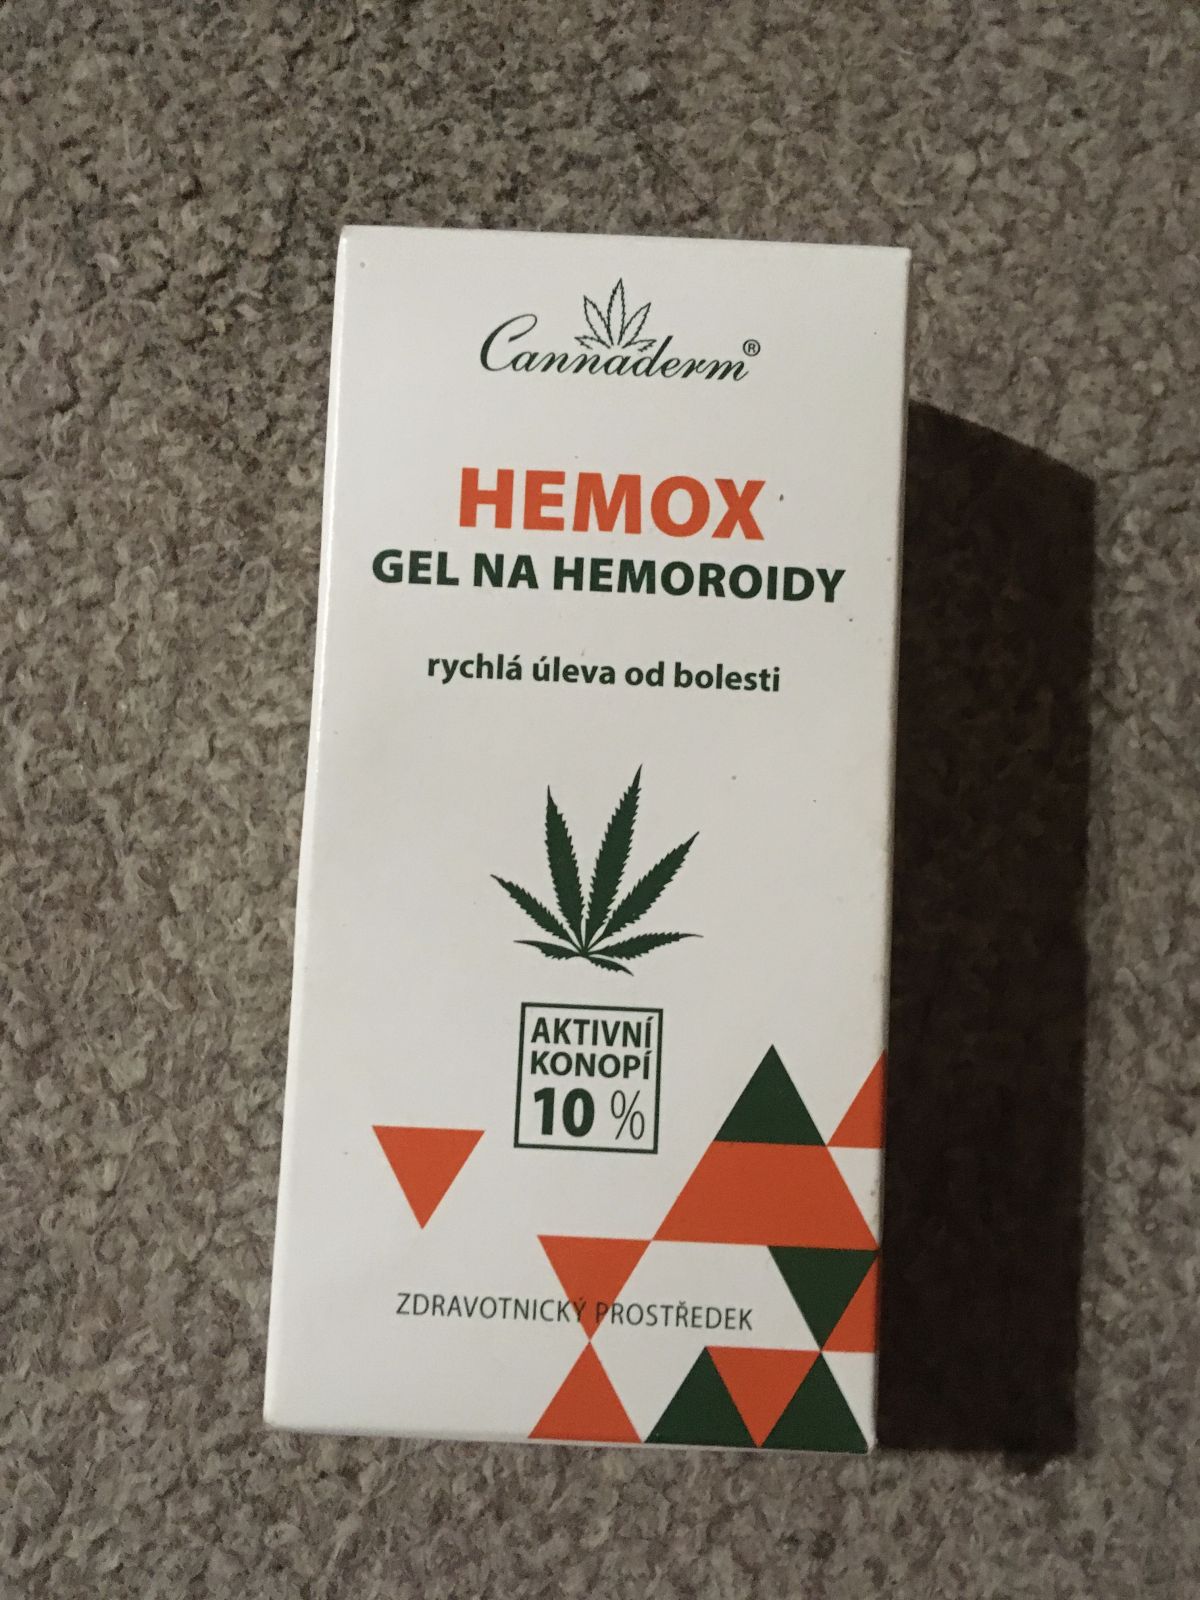 Cannaderm®
HEMOX
GEL NA HEMOROIDY
rychlá úleva od bolesti
AKTIVNÍ
KONOPÍ
10 %
ZDRAVOTNICKÝ PROSTŘEDEK